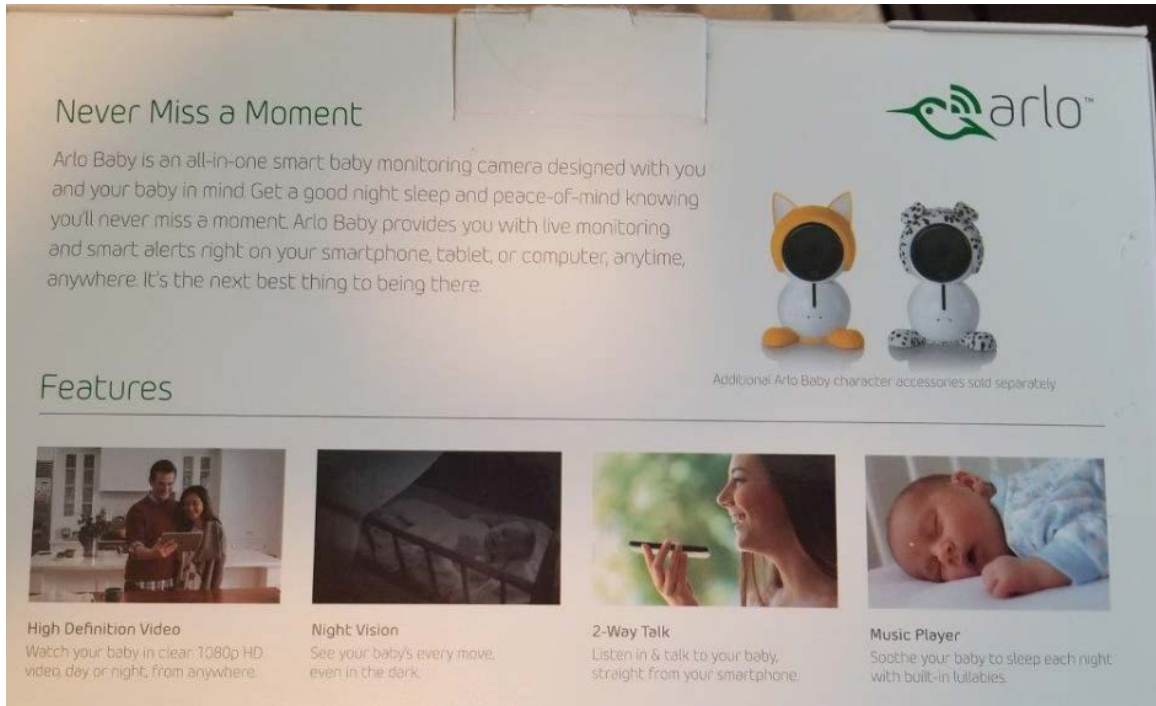 Never Miss a Moment
arlo™
Arlo Baby is an all-in-one smart baby monitoring camera designed with you
and your baby in mind. Get a good night sleep and peace-of-mind knowing
you'll never miss a moment. Arlo Baby provides you with live monitoring
and smart alerts right on your smartphone, tablet, or computer, anytime,
anywhere. It's the next best thing to being there.
Additional Arlo Baby character accessories sold separately
Features
High Definition Video
Watch your baby in clear 1080p HD
video, day or night, from anywhere.
Night Vision
See your baby's every move,
even in the dark.
2-Way Talk
Listen in & talk to your baby,
straight from your smartphone.
Music Player
Soothe your baby to sleep each night
with built-in lullabies.